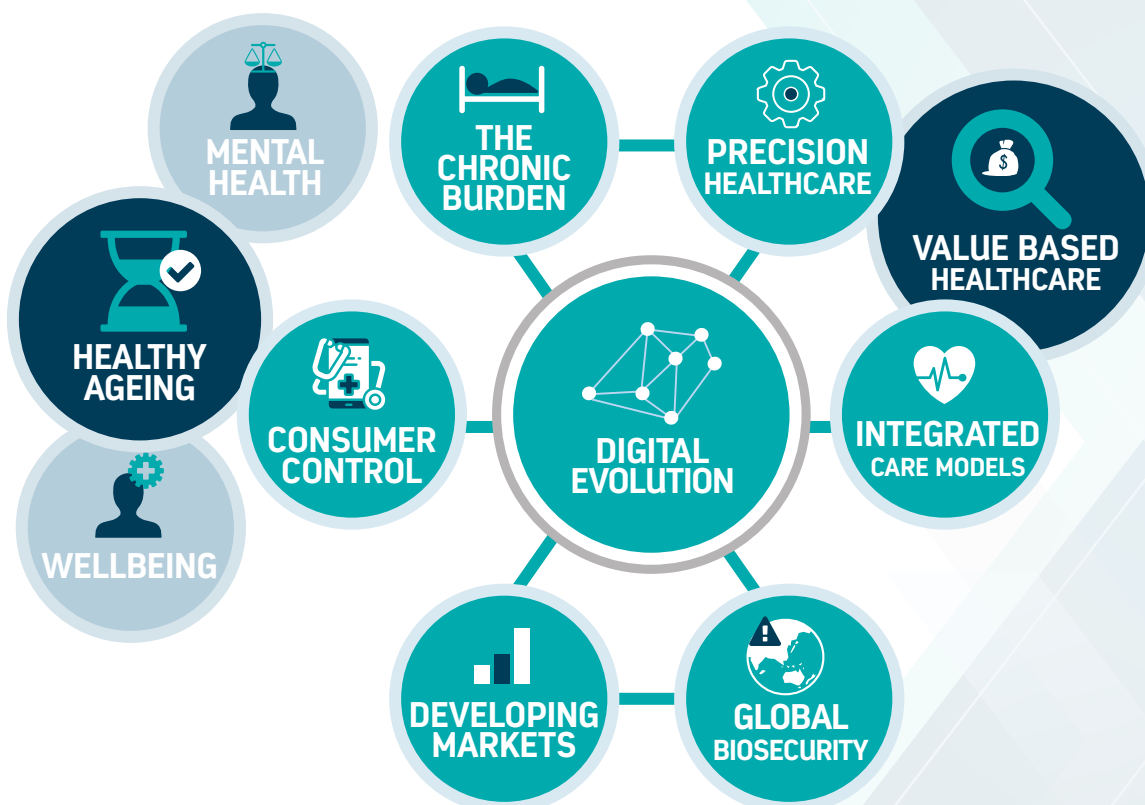 MENTAL
HEALTH
THE
CHRONIC
BURDEN
PRECISION
HEALTHCARE
$
VALUE BASED
HEALTHCARE
HEALTHY
AGEING
CONSUMER
CONTROL
DIGITAL
EVOLUTION
INTEGRATED
CARE MODELS
WELLBEING
DEVELOPING
MARKETS
!
GLOBAL
BIOSECURITY